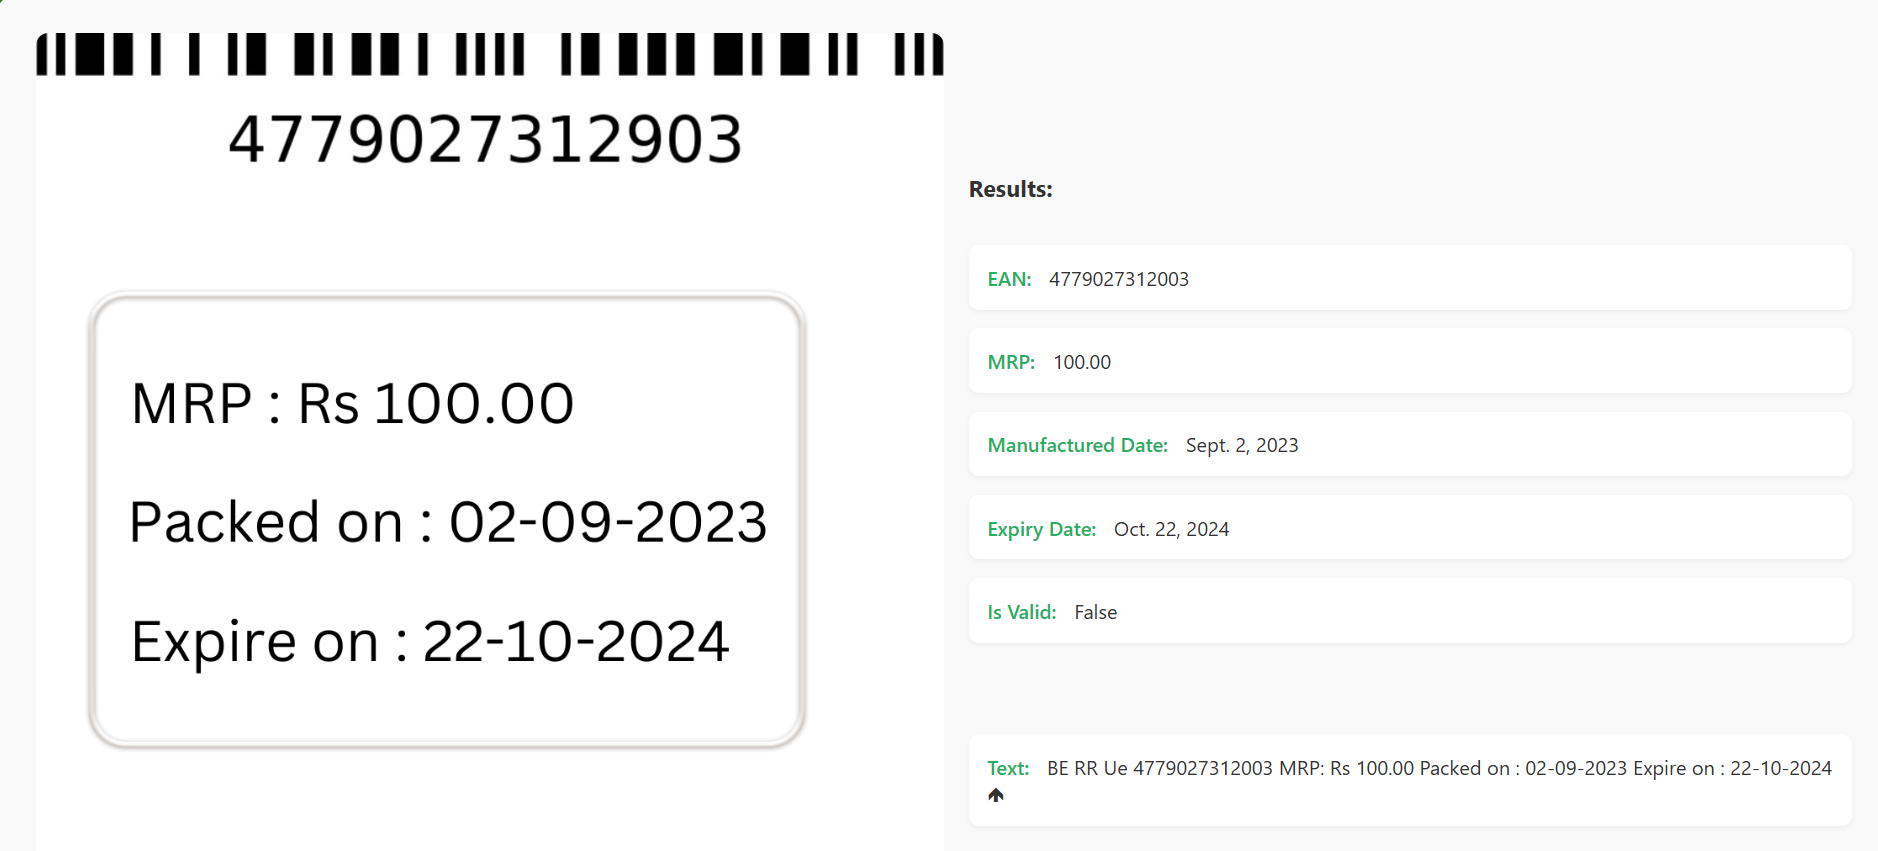 4779027312903
MRP : Rs 100.00
Packed on : 02-09-2023
Expire on : 22-10-2024
Results:
EAN: 4779027312003
MRP: 100.00
Manufactured Date: Sept. 2, 2023
Expiry Date: Oct. 22, 2024
Is Valid: False
Text: BE RR Ue 4779027312003 MRP: Rs 100.00 Packed on : 02-09-2023 Expire on : 22-10-2024